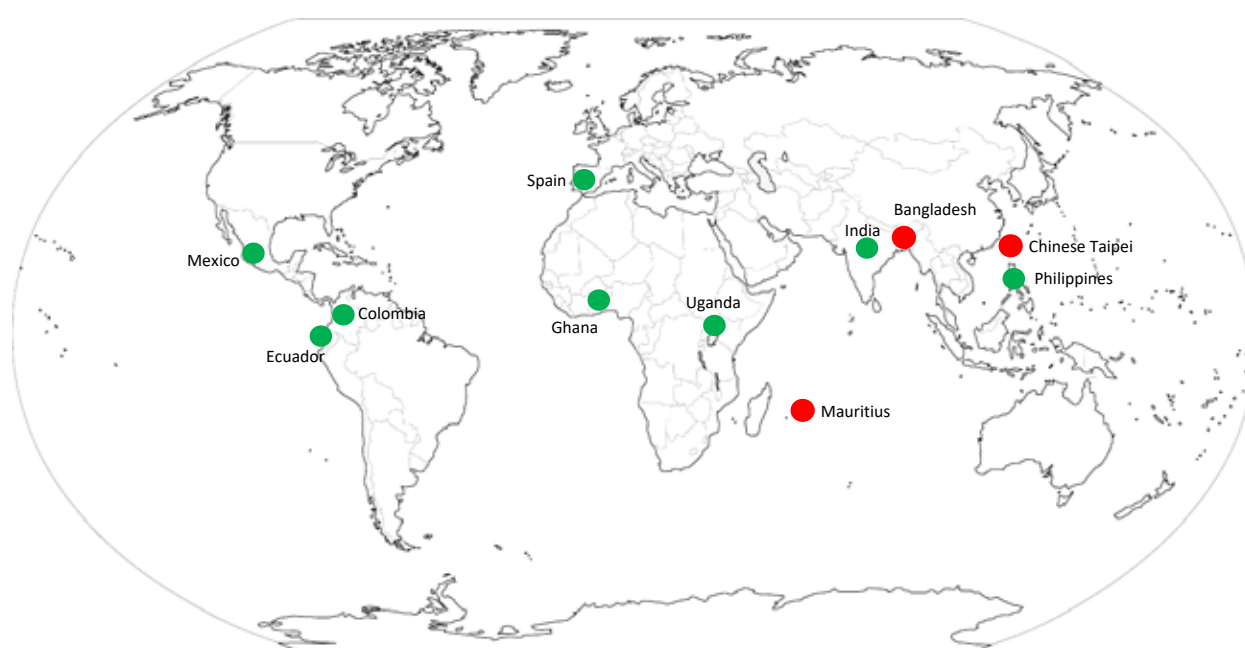 Spain
Bangladesh
India
Chinese Taipei
Mexico
Philippines
Uganda
Colombia
Ghana
Ecuador
Mauritius